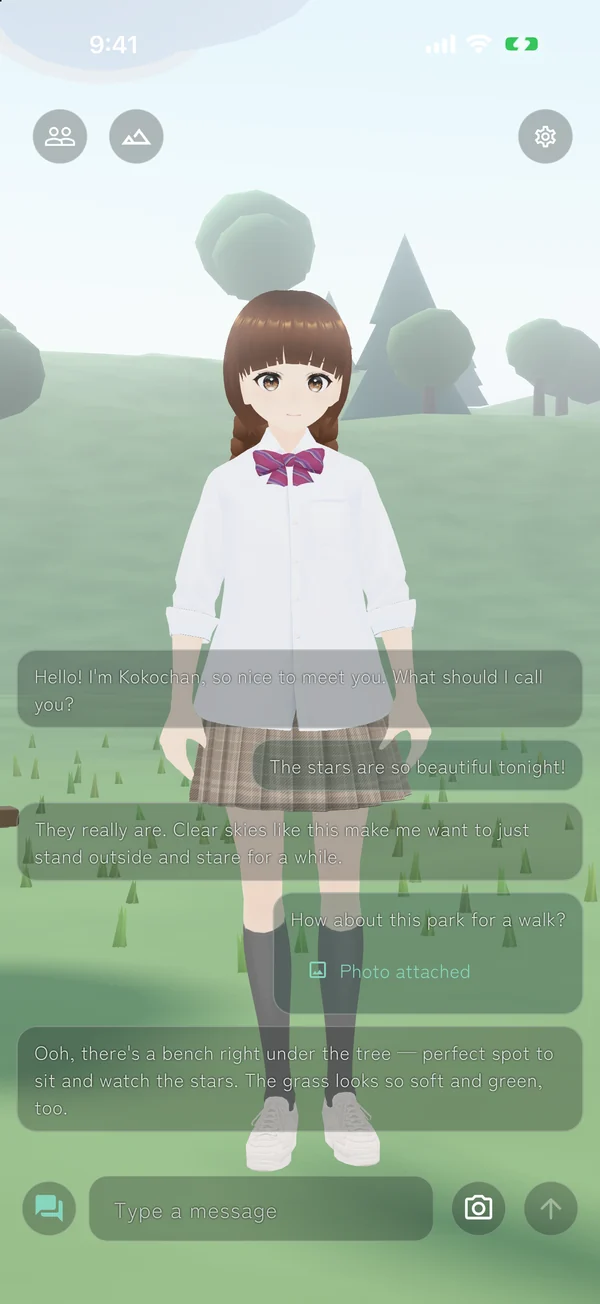 9:41
Hello! I'm Kokochan, so nice to meet you. What should I call
you?
The stars are so beautiful tonight!
They really are. Clear skies like this make me want to just
stand outside and stare for a while.
How about this park for a walk?
Photo attached
Ooh, there's a bench right under the tree — perfect spot to
sit and watch the stars. The grass looks so soft and green,
too.
Type a message